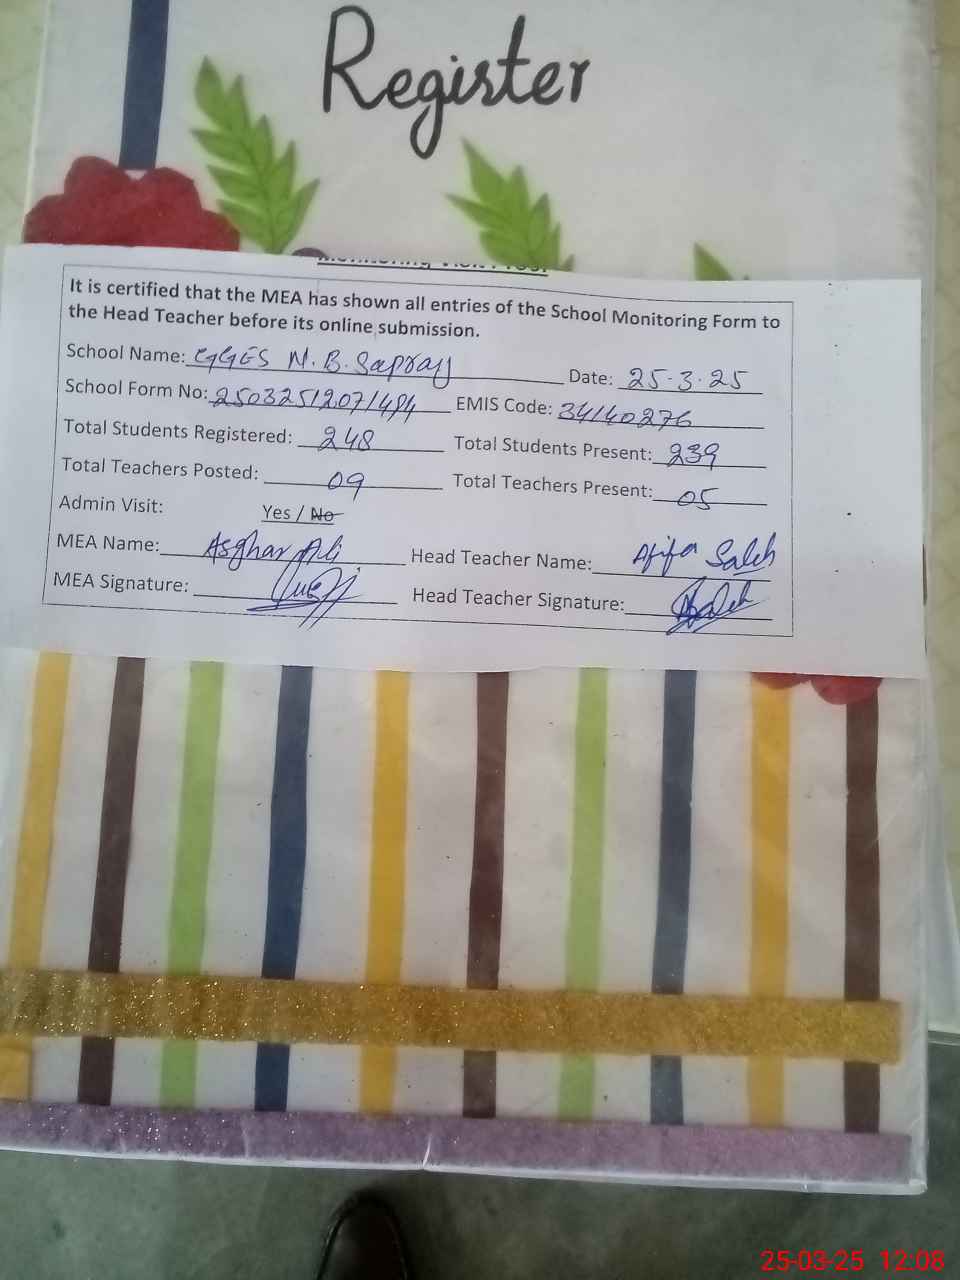 Register
Monitoring Visit Proof
It is certified that the MEA has shown all entries of the School Monitoring Form to
the Head Teacher before its online submission.
School Name: GGES M.B. Sapray Date: 25-3-25
School Form No: 25032512071484 EMIS Code: 34140276
Total Students Registered: 248 Total Students Present: 239
Total Teachers Posted: 09 Total Teachers Present: 05
Admin Visit: Yes / No
MEA Name: Asghar Ali Head Teacher Name: Afifa Saleh
MEA Signature: Head Teacher Signature:
25-03-25 12:08